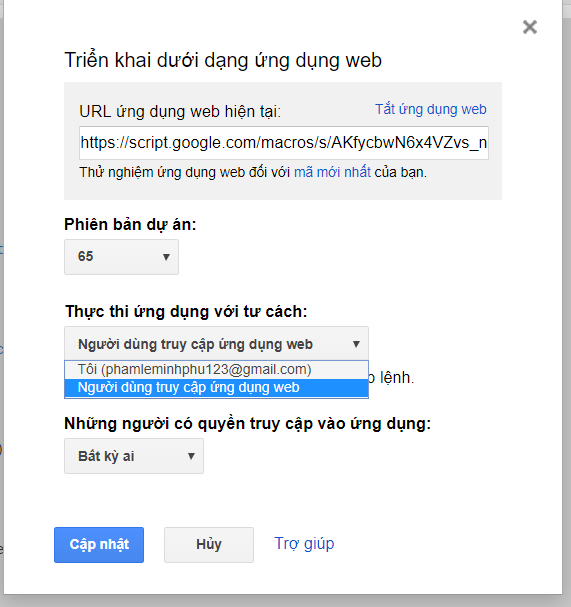 Triển khai dưới dạng ứng dụng web
URL ứng dụng web hiện tại:
Tắt ứng dụng web
https://script.google.com/macros/s/AKfycbwN6x4VZvs_n
Thử nghiệm ứng dụng web đối với mã mới nhất của bạn.
Phiên bản dự án:
65
Thực thi ứng dụng với tư cách:
Người dùng truy cập ứng dụng web
Tôi (phamleminhphu123@gmail.com)
Người dùng truy cập ứng dụng web
lệnh.
Những người có quyền truy cập vào ứng dụng:
Bất kỳ ai
Cập nhật
Hủy
Trợ giúp